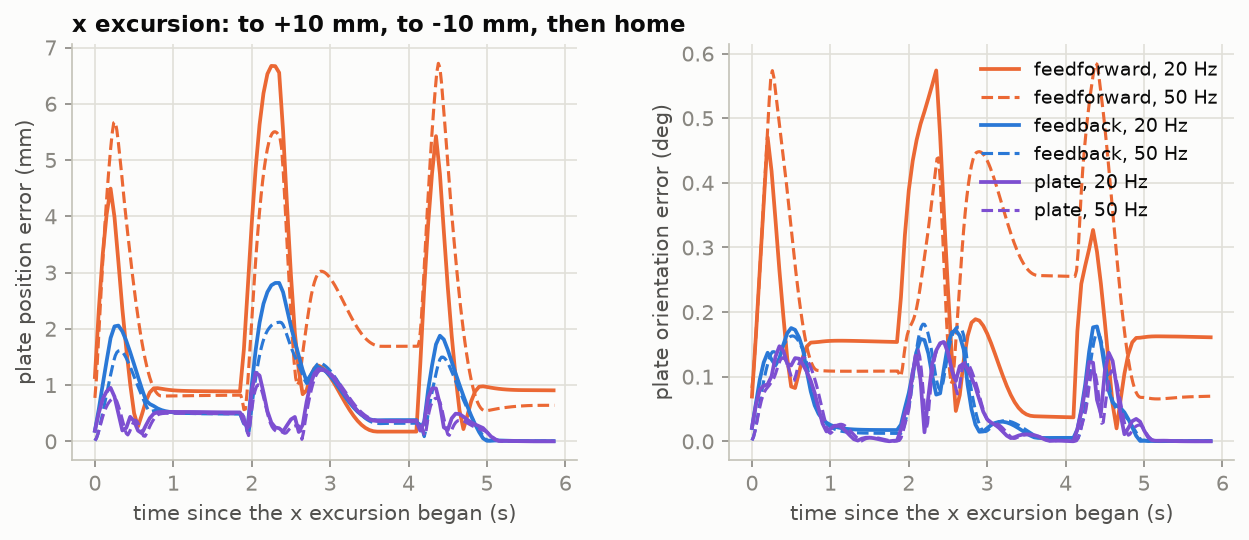 x excursion: to +10 mm, to -10 mm, then home
plate position error (mm)
7
6
5
4
3
2
1
0
0 1 2 3 4 5 6
time since the x excursion began (s)
plate orientation error (deg)
0.6
0.5
0.4
0.3
0.2
0.1
0.0
0 1 2 3 4 5 6
time since the x excursion began (s)
feedforward, 20 Hz
feedforward, 50 Hz
feedback, 20 Hz
feedback, 50 Hz
plate, 20 Hz
plate, 50 Hz